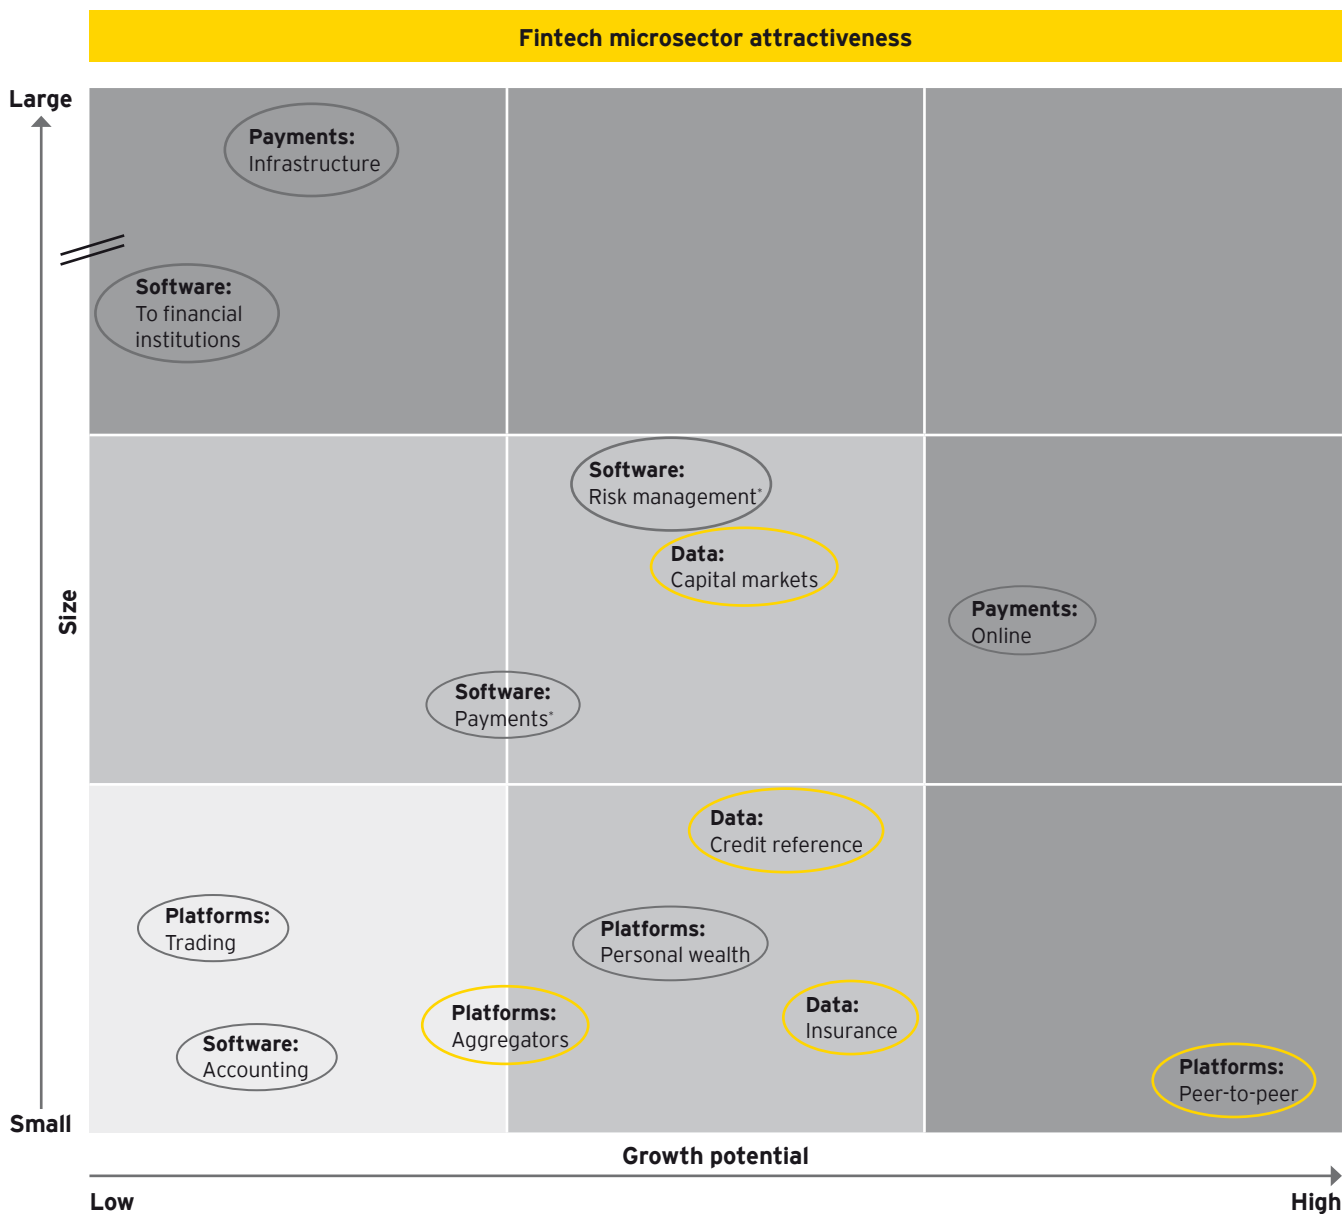 Fintech microsector attractiveness
Large
Payments:
Infrastructure
Software:
To financial
institutions
Software:
Risk management*
Data:
Capital markets
Payments:
Online
Size
Software:
Payments*
Data:
Credit reference
Platforms:
Trading
Platforms:
Personal wealth
Platforms:
Aggregators
Data:
Insurance
Software:
Accounting
Platforms:
Peer-to-peer
Small
Growth potential
Low
High